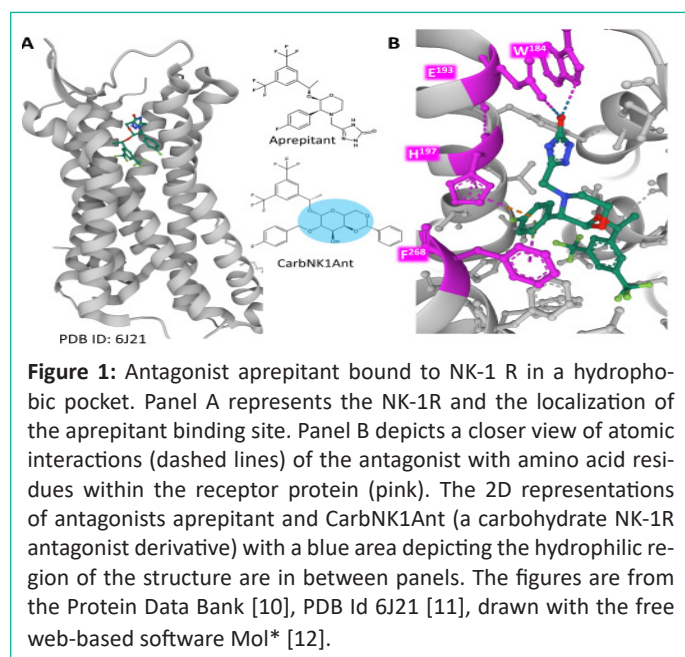 A
B
W184
E193
H197
F268
Aprepitant
CarbNK1Ant
PDB ID: 6J21
Figure 1: Antagonist aprepitant bound to NK-1 R in a hydropho-
bic pocket. Panel A represents the NK-1R and the localization of
the aprepitant binding site. Panel B depicts a closer view of atomic
interactions (dashed lines) of the antagonist with amino acid resi-
dues within the receptor protein (pink). The 2D representations
of antagonists aprepitant and CarbNK1Ant (a carbohydrate NK-1R
antagonist derivative) with a blue area depicting the hydrophilic re-
gion of the structure are in between panels. The figures are from
the Protein Data Bank [10], PDB Id 6J21 [11], drawn with the free
web-based software Mol* [12].